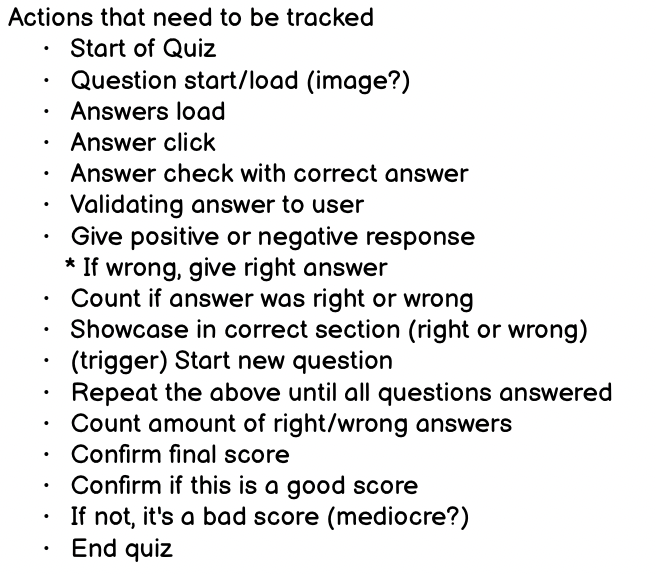 Actions that need to be tracked
· Start of Quiz
· Question start/load (image?)
· Answers load
· Answer click
· Answer check with correct answer
· Validating answer to user
· Give positive or negative response
* If wrong, give right answer
· Count if answer was right or wrong
· Showcase in correct section (right or wrong)
· (trigger) Start new question
· Repeat the above until all questions answered
· Count amount of right/wrong answers
· Confirm final score
· Confirm if this is a good score
· If not, it's a bad score (mediocre?)
· End quiz